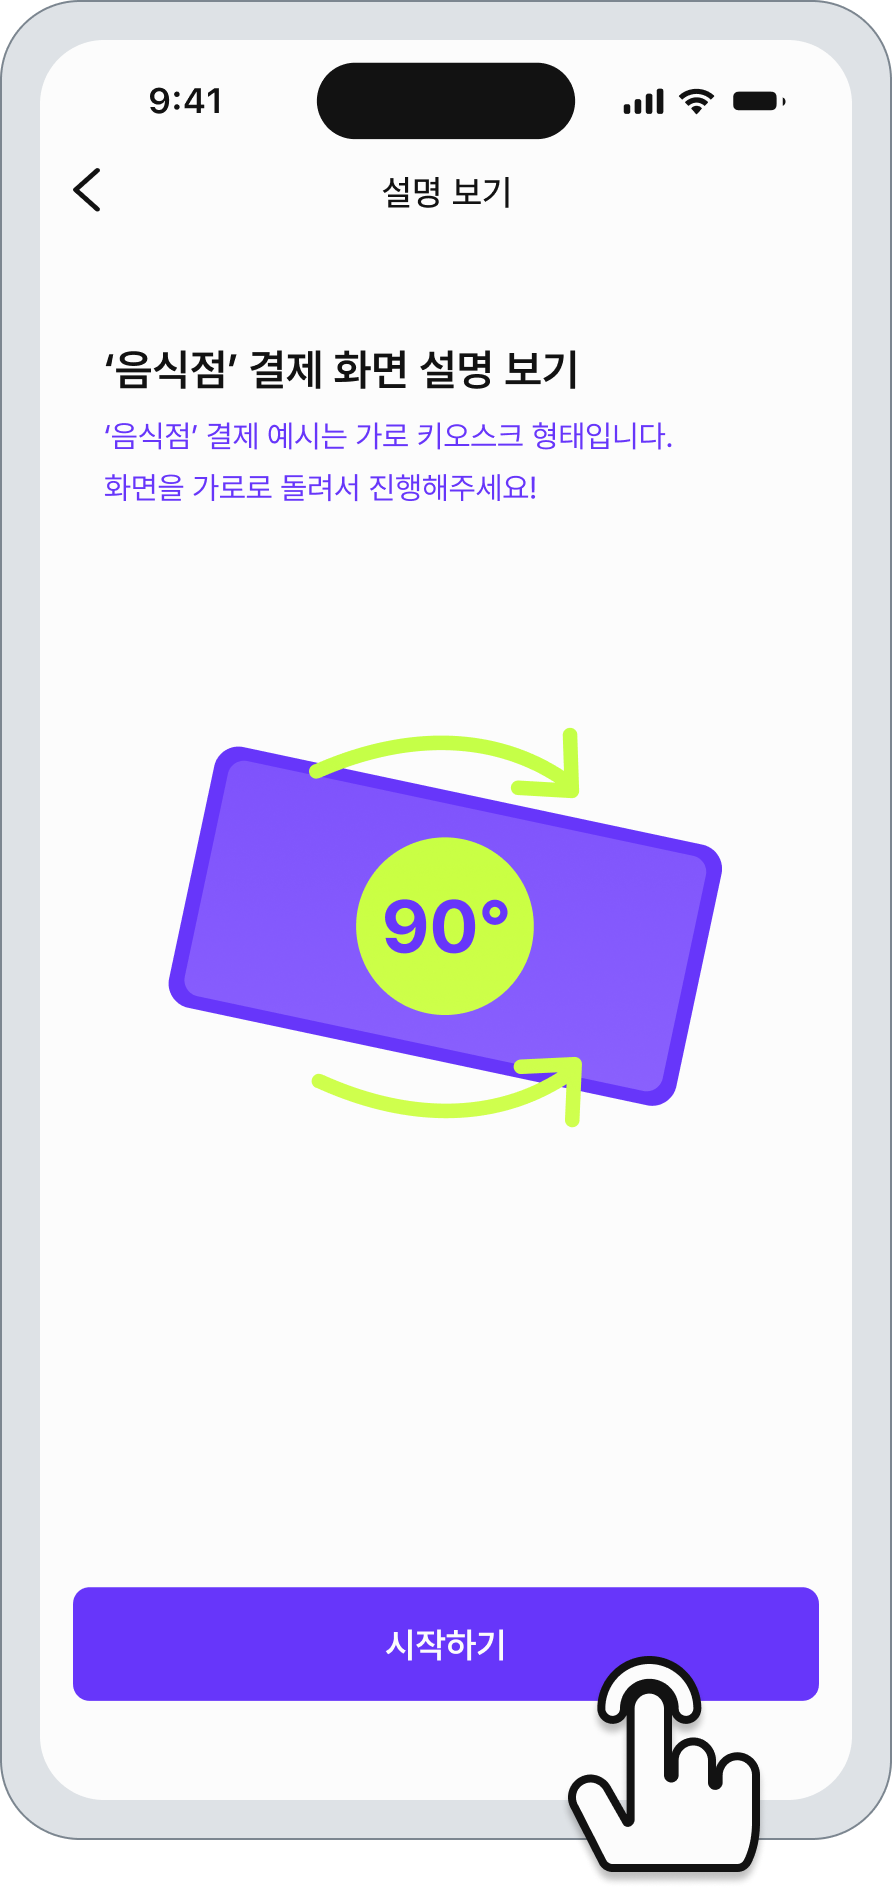 9:41
설명 보기
‘음식점’ 결제 화면 설명 보기
‘음식점’ 결제 예시는 가로 키오스크 형태입니다.
화면을 가로로 돌려서 진행해주세요!
90°
시작하기